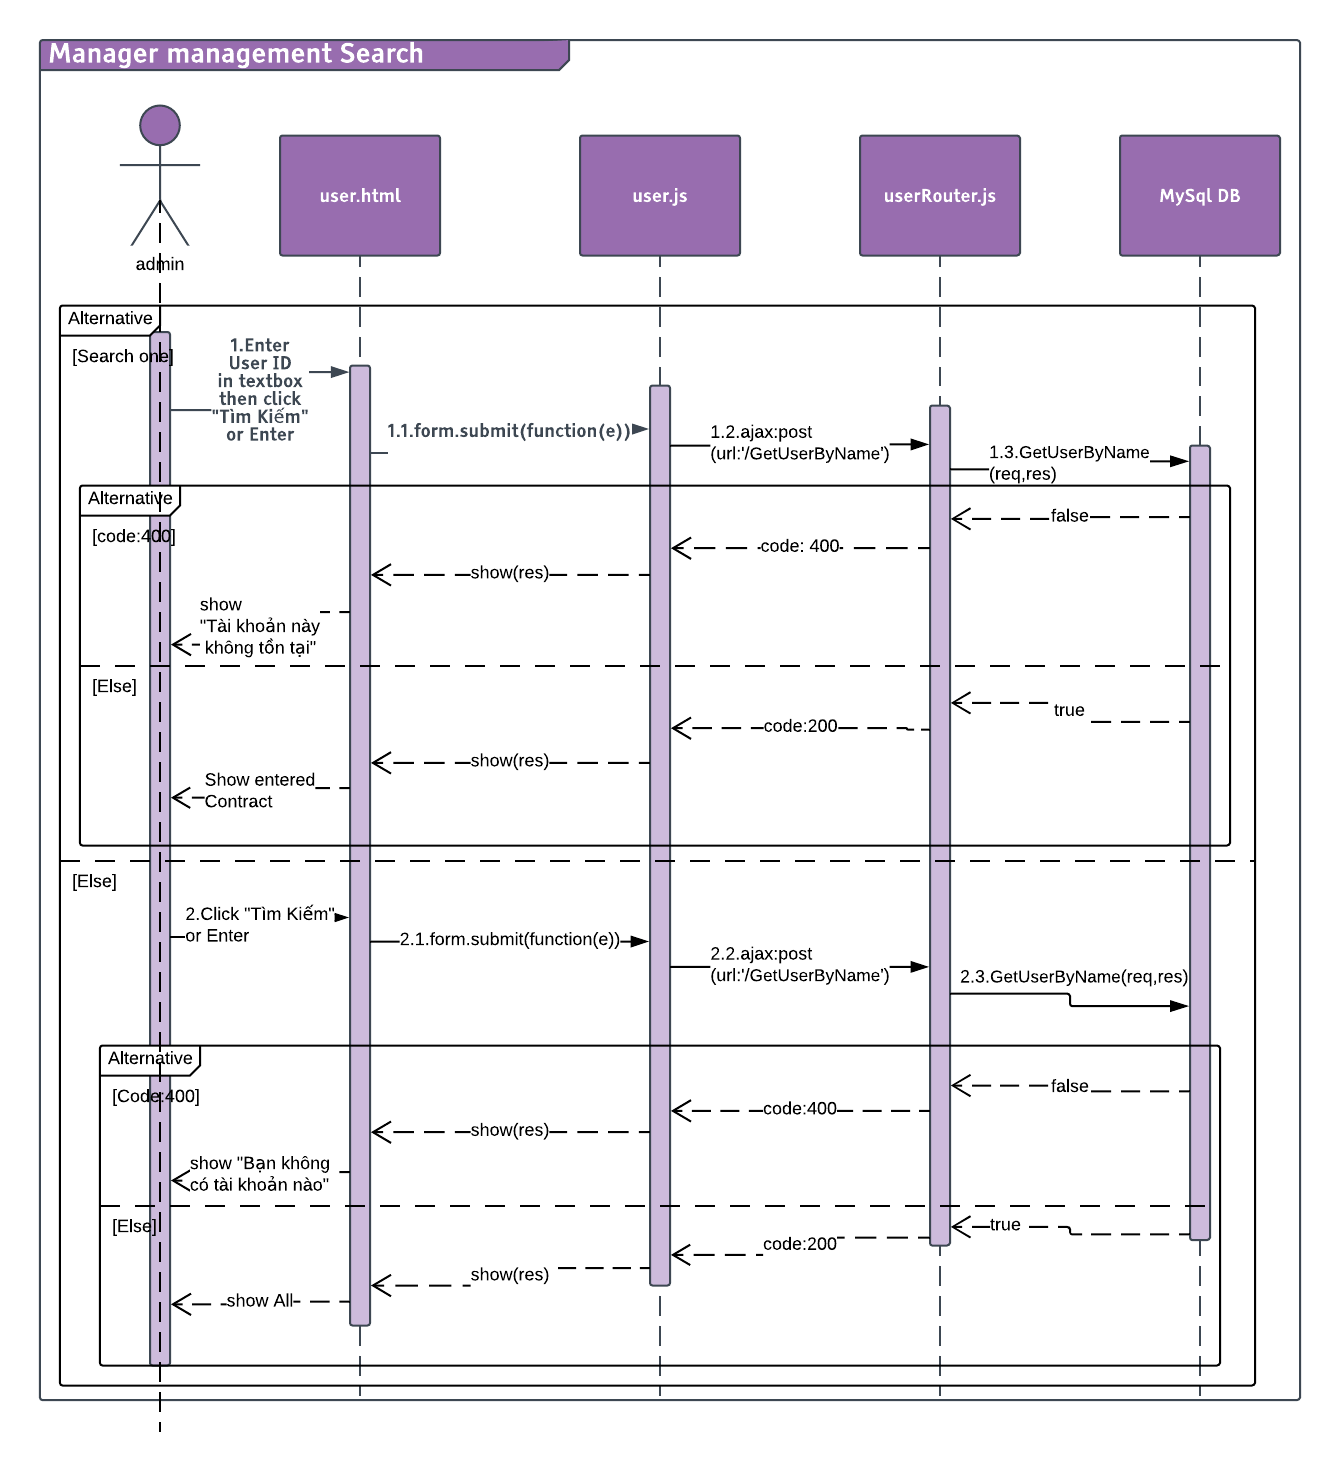 Manager management Search
admin
user.html
user.js
userRouter.js
MySql DB
Alternative
[Search one]
1.Enter
User ID
in textbox
then click
"Tìm Kiếm"
or Enter
1.1.form.submit(function(e))
1.2.ajax:post
(url:'/GetUserByName')
1.3.GetUserByName
(req,res)
Alternative
[code:400]
false
code: 400
show(res)
show
"Tài khoản này
không tồn tại"
[Else]
true
code:200
show(res)
Show entered
Contract
[Else]
2.Click "Tìm Kiếm"
or Enter
2.1.form.submit(function(e))
2.2.ajax:post
(url:'/GetUserByName')
2.3.GetUserByName(req,res)
Alternative
[Code:400]
false
code:400
show(res)
show "Bạn không
có tài khoản nào"
[Else]
true
code:200
show(res)
show All